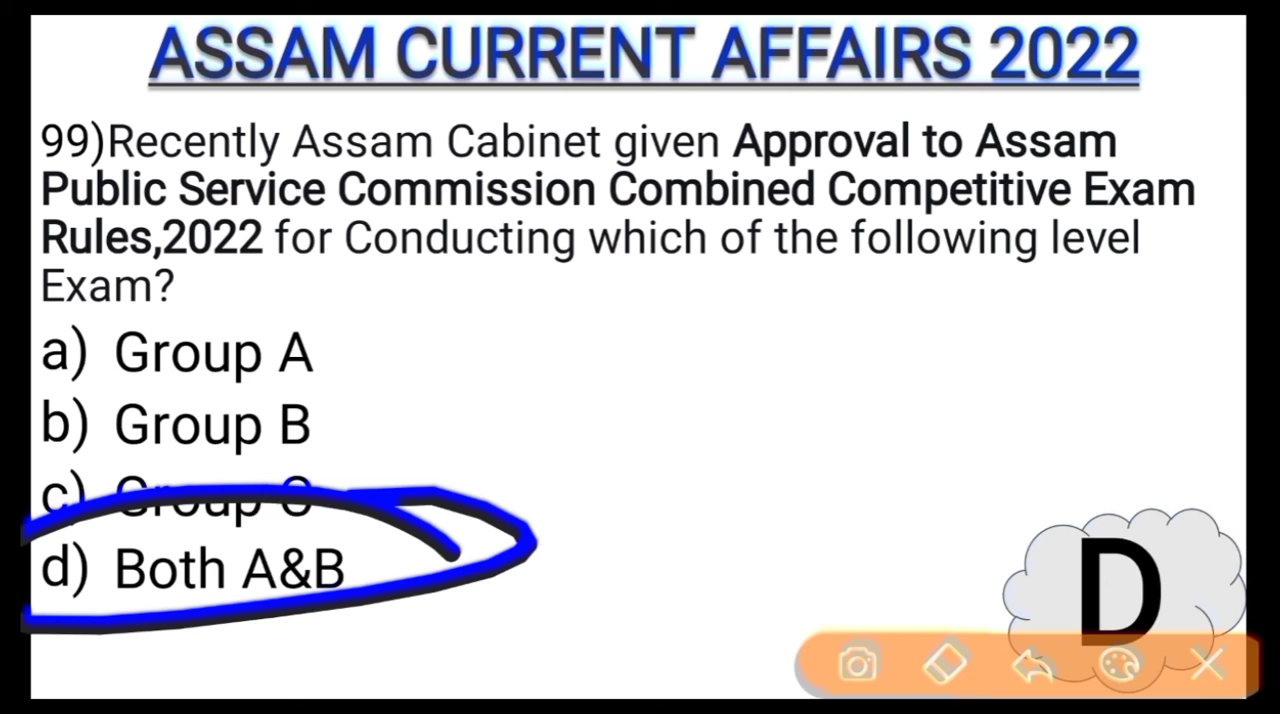 ASSAM CURRENT AFFAIRS 2022
99)Recently Assam Cabinet given Approval to Assam
Public Service Commission Combined Competitive Exam
Rules,2022 for Conducting which of the following level
Exam?
a) Group A
b) Group B
c) Group C
d) Both A&B
D